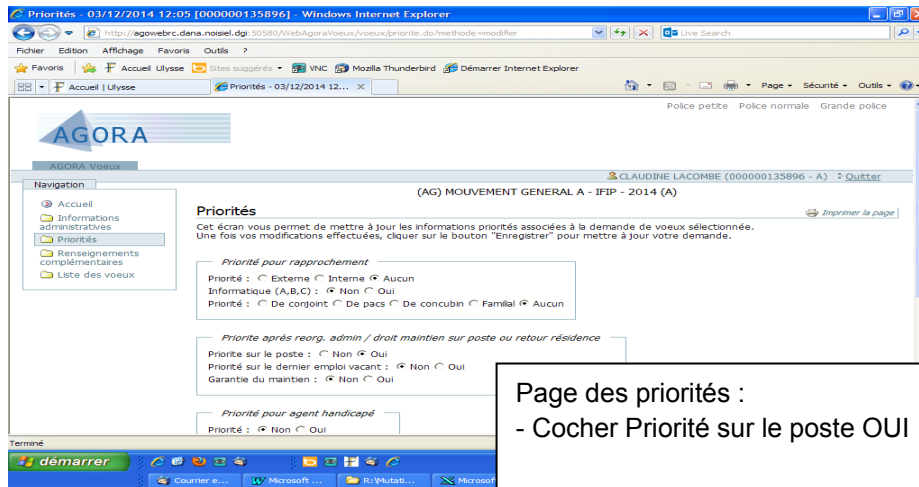 Priorités - 03/12/2014 12:05 [000000135896] - Windows Internet Explorer
http://agowebrc.dana.noisiel.dgi:50580/WebAgoraVoeux/voeux/priorite.do?methode=modifier
Live Search
Fichier Edition Affichage Favoris Outils ?
Favoris Accueil Ulysse Sites suggérés VNC Mozilla Thunderbird Démarrer Internet Explorer
Accueil | Ulysse Priorités - 03/12/2014 12... Page Sécurité Outils
Police petite Police normale Grande police
AGORA
AGORA Voeux
CLAUDINE LACOMBE (000000135896 - A) Quitter
Navigation
(AG) MOUVEMENT GENERAL A - IFIP - 2014 (A)
Accueil
Informations administratives
Priorités
Renseignements complémentaires
Liste des voeux
Priorités
Imprimer la page
Cet écran vous permet de mettre à jour les informations priorités associées à la demande de voeux sélectionnée.
Une fois vos modifications effectuées, cliquer sur le bouton "Enregistrer" pour mettre à jour votre demande.
Priorité pour rapprochement
Priorité : Externe Interne Aucun
Informatique (A,B,C) : Non Oui
Priorité : De conjoint De pacs De concubin Familial Aucun
Priorite après reorg. admin / droit maintien sur poste ou retour résidence
Priorite sur le poste : Non Oui
Priorité sur le dernier emploi vacant : Non Oui
Garantie du maintien : Non Oui
Priorité pour agent handicapé
Priorité : Non Oui
Page des priorités :
- Cocher Priorité sur le poste OUI
Terminé
démarrer
Courrier e... Microsoft ... R:\Mutati... Microsof